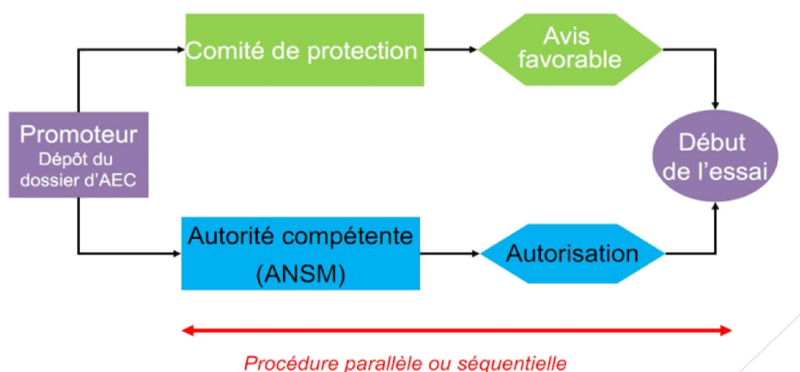 Comité de protection
Avis
favorable
Promoteur
Dépôt du
dossier d'AEC
Début
de l'essai
Autorité compétente
(ANSM)
Autorisation
Procédure parallèle ou séquentielle